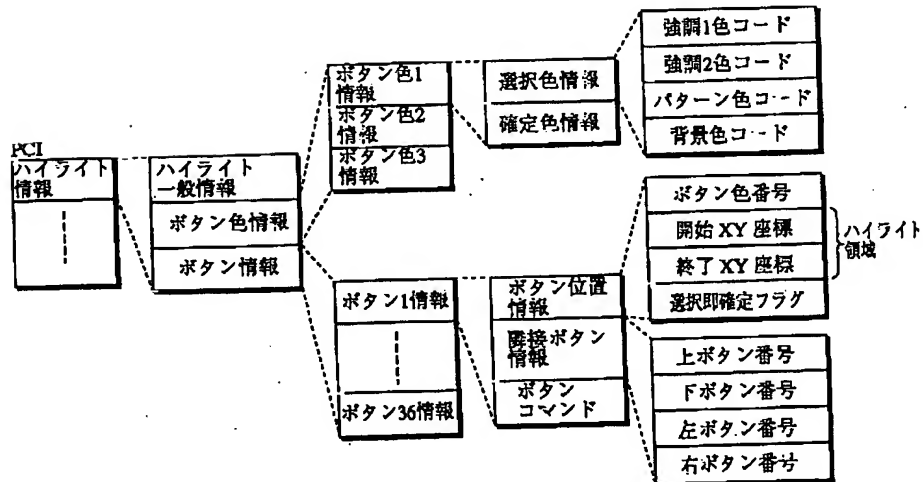 PCI
ハイライト
情報
ハイライト
一般情報
ボタン色情報
ボタン情報
ボタン色1
情報
ボタン色2
情報
ボタン色3
情報
選択色情報
確定色情報
強調1色コード
強調2色コード
パターン色コード
背景色コード
ボタン1情報
ボタン36情報
ボタン位置
情報
隣接ボタン
情報
ボタン
コマンド
ボタン色番号
開始XY座標
終了XY座標
選択即確定フラグ
ハイライト
領域
上ボタン番号
下ボタン番号
左ボタン番号
右ボタン番号